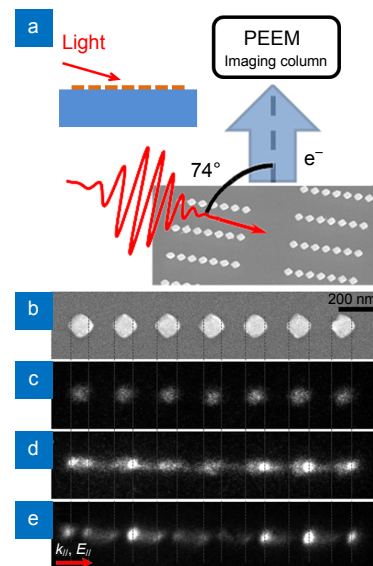 a
Light
PEEM
Imaging column
74°
e⁻
b
200 nm
c
d
e
k//, E//